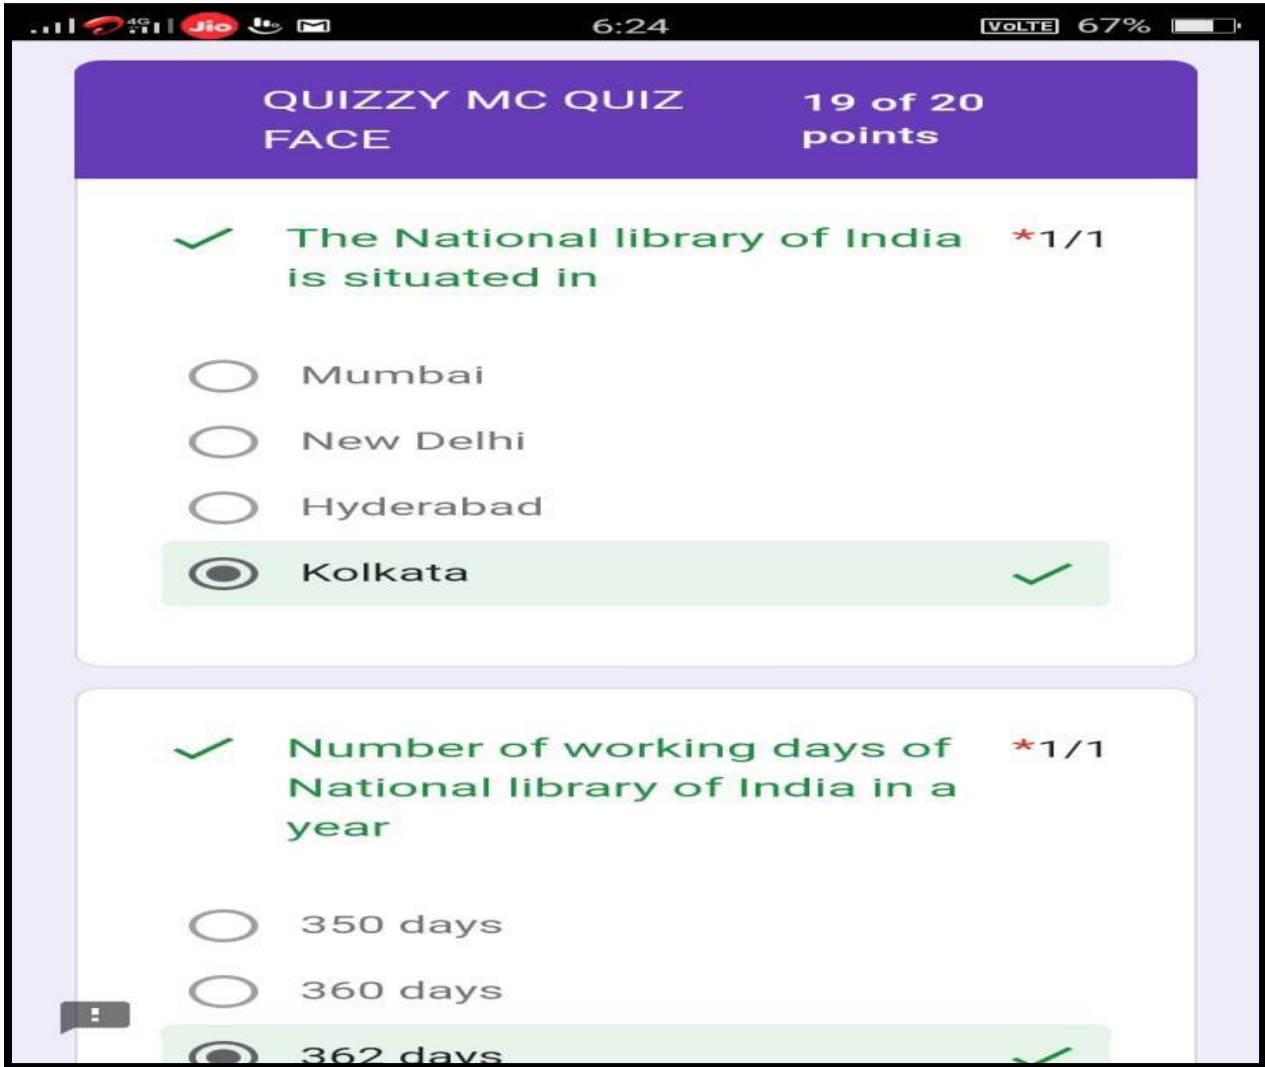 4G Jio 6:24 VoLTE 67%
QUIZZY MC QUIZ
FACE
19 of 20
points
The National library of India *1/1
is situated in
Mumbai
New Delhi
Hyderabad
Kolkata
Number of working days of *1/1
National library of India in a
year
350 days
360 days
362 days